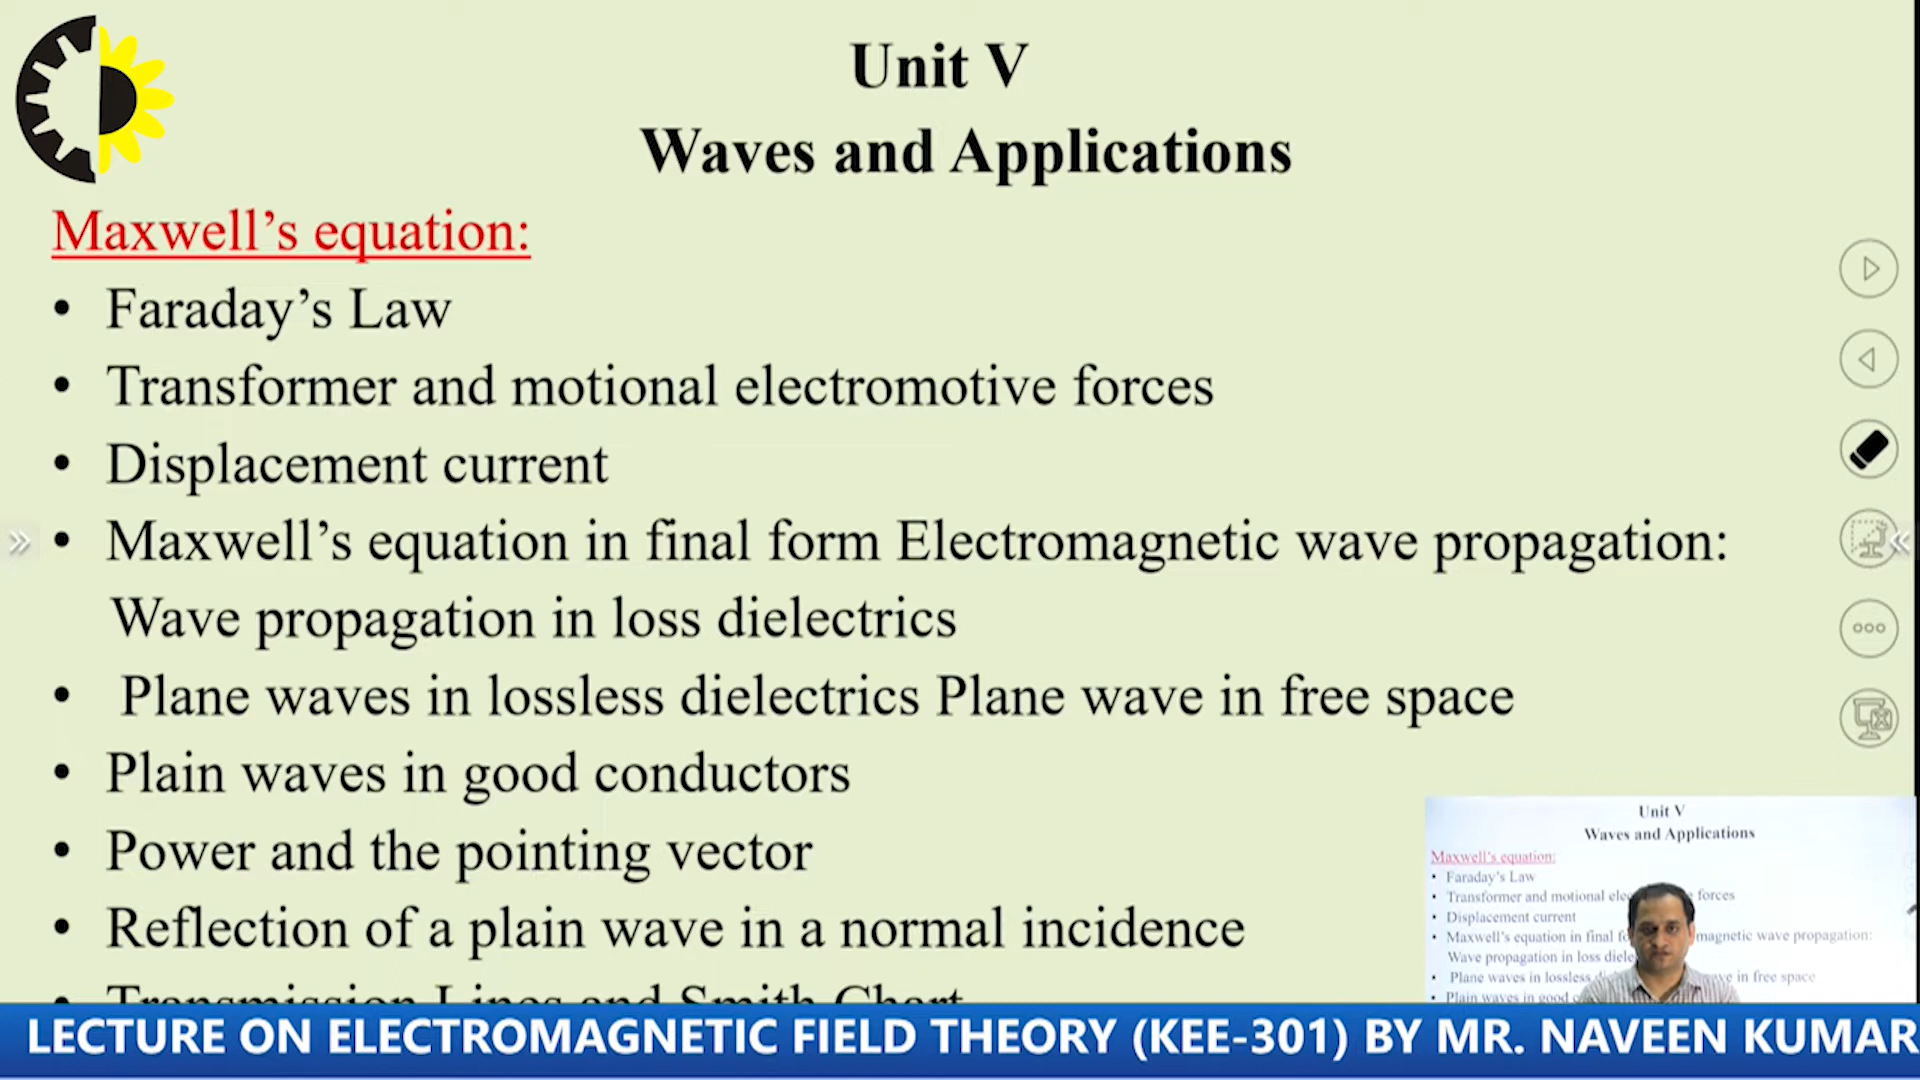 Unit V
Waves and Applications
Maxwell’s equation:
• Faraday’s Law
• Transformer and motional electromotive forces
• Displacement current
• Maxwell’s equation in final form Electromagnetic wave propagation:
Wave propagation in loss dielectrics
• Plane waves in lossless dielectrics Plane wave in free space
• Plain waves in good conductors
• Power and the pointing vector
• Reflection of a plain wave in a normal incidence
• Transmission Lines and Smith Chart
Unit V
Waves and Applications
Maxwell’s equation:
• Faraday’s Law
• Transformer and motional forces
• Displacement current
• Maxwell’s equation in final magnetic wave propagation:
Wave propagation in loss
• Plane waves in lossless in free space
• Plain waves in good
LECTURE ON ELECTROMAGNETIC FIELD THEORY (KEE-301) BY MR. NAVEEN KUMAR